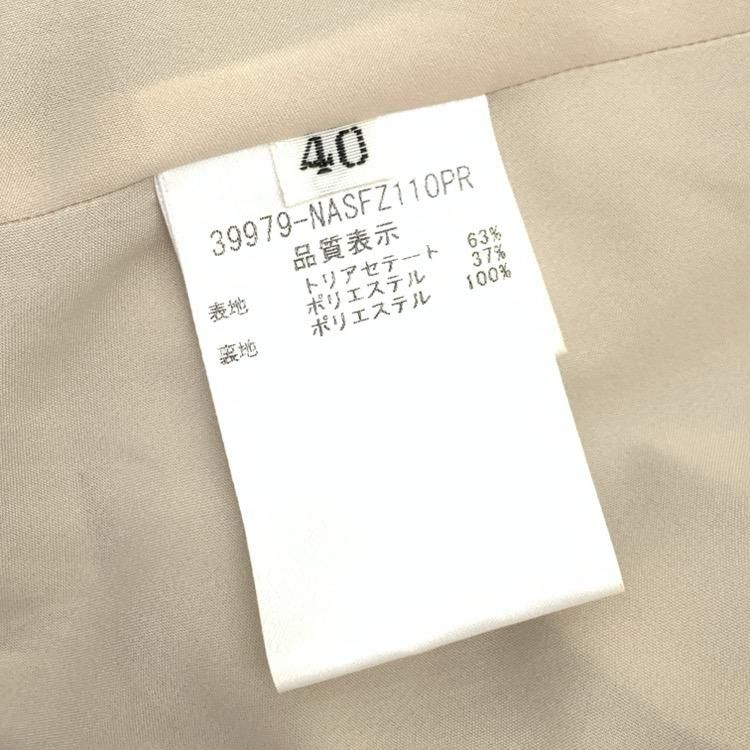 40
39979-NASFZ110PR
品質表示
表地 トリアセテート 63%
ポリエステル 37%
裏地 ポリエステル 100%